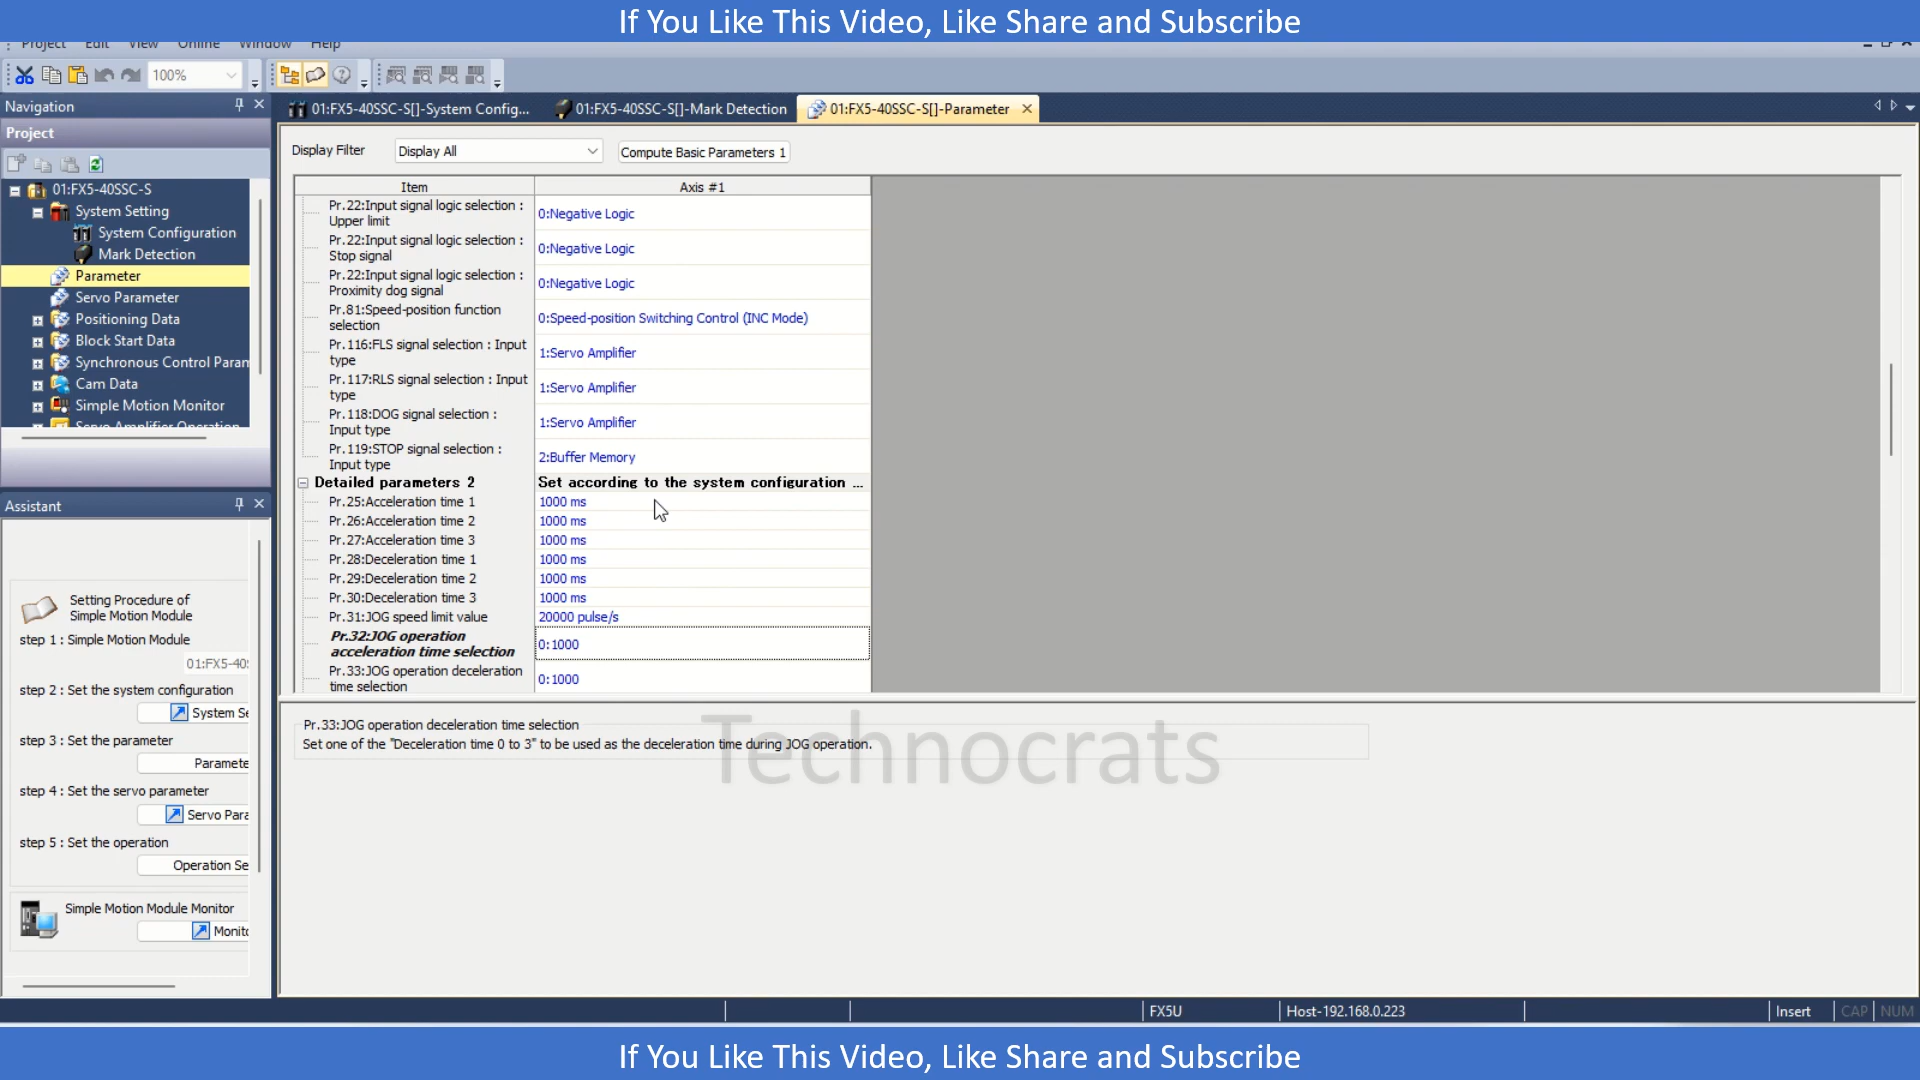 If You Like This Video, Like Share and Subscribe
Project Edit View Online Window Help
100%
Navigation
01:FX5-40SSC-S[]-System Config...
01:FX5-40SSC-S[]-Mark Detection
01:FX5-40SSC-S[]-Parameter
Project
Display Filter
Display All
Compute Basic Parameters 1
01:FX5-40SSC-S
System Setting
System Configuration
Mark Detection
Parameter
Servo Parameter
Positioning Data
Block Start Data
Synchronous Control Param
Cam Data
Simple Motion Monitor
Servo Amplifier Operation
Item Axis #1
Pr.22:Input signal logic selection :
Upper limit
0:Negative Logic
Pr.22:Input signal logic selection :
Stop signal
0:Negative Logic
Pr.22:Input signal logic selection :
Proximity dog signal
0:Negative Logic
Pr.81:Speed-position function
selection
0:Speed-position Switching Control (INC Mode)
Pr.116:FLS signal selection : Input
type
1:Servo Amplifier
Pr.117:RLS signal selection : Input
type
1:Servo Amplifier
Pr.118:DOG signal selection :
Input type
1:Servo Amplifier
Pr.119:STOP signal selection :
Input type
2:Buffer Memory
Detailed parameters 2 Set according to the system configuration ...
Pr.25:Acceleration time 1 1000 ms
Pr.26:Acceleration time 2 1000 ms
Pr.27:Acceleration time 3 1000 ms
Pr.28:Deceleration time 1 1000 ms
Pr.29:Deceleration time 2 1000 ms
Pr.30:Deceleration time 3 1000 ms
Pr.31:JOG speed limit value 20000 pulse/s
Pr.32:JOG operation
acceleration time selection
0:1000
Pr.33:JOG operation deceleration
time selection
0:1000
Assistant
Setting Procedure of
Simple Motion Module
step 1 : Simple Motion Module
01:FX5-40S
step 2 : Set the system configuration
System Se
step 3 : Set the parameter
Paramete
step 4 : Set the servo parameter
Servo Para
step 5 : Set the operation
Operation Se
Simple Motion Module Monitor
Monito
Pr.33:JOG operation deceleration time selection
Set one of the "Deceleration time 0 to 3" to be used as the deceleration time during JOG operation.
Technocrats
FX5U
Host-192.168.0.223
Insert
CAP
NUM
If You Like This Video, Like Share and Subscribe